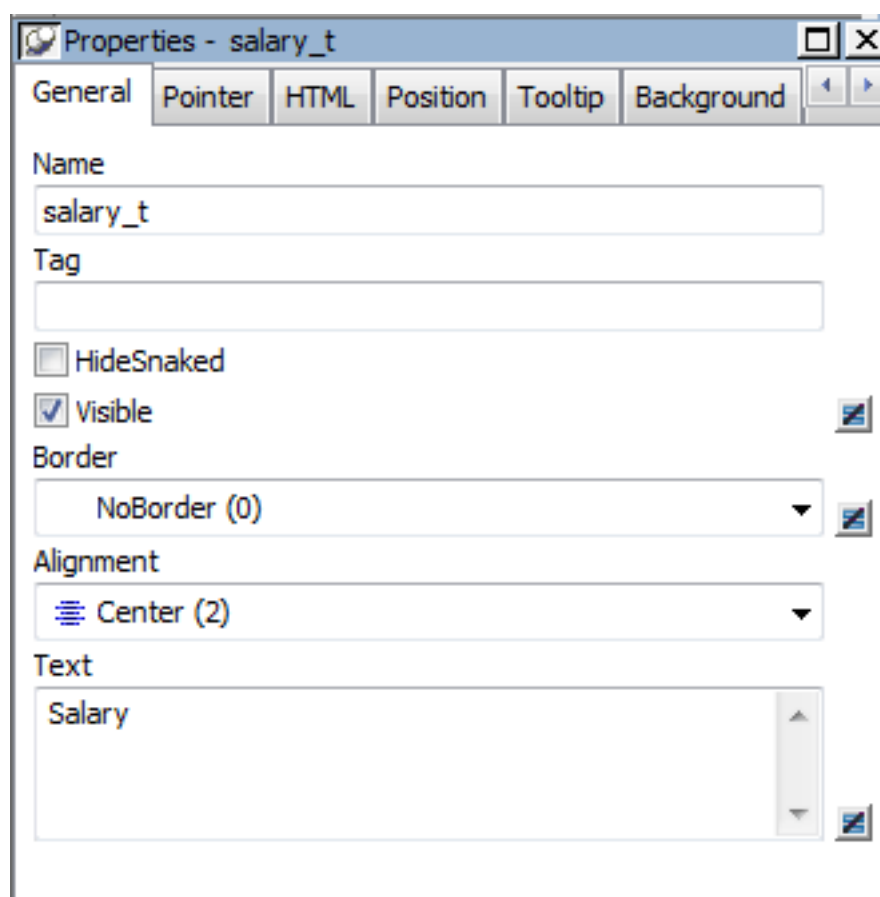 Properties - salary_t
General Pointer HTML Position Tooltip Background
Name
salary_t
Tag
HideSnaked
Visible
Border
NoBorder (0)
Alignment
Center (2)
Text
Salary